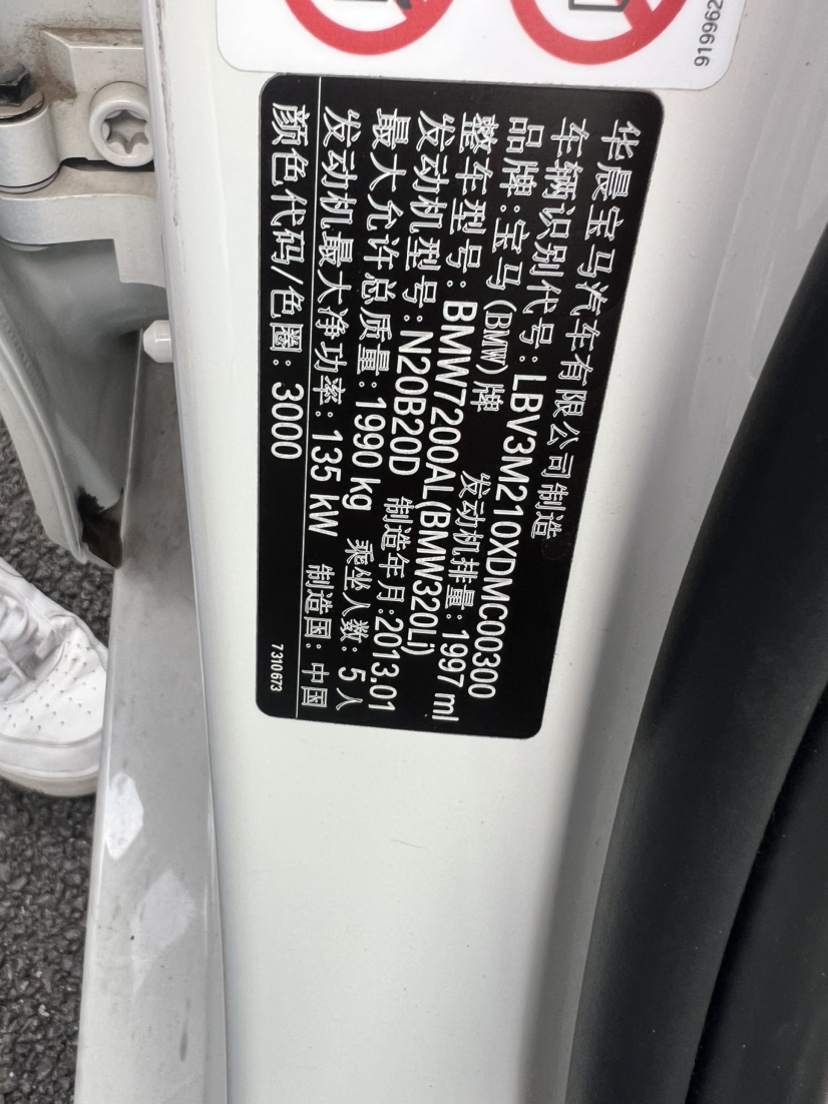 919962
华晨宝马汽车有限公司制造
车辆识别代号: LBV3M210XDMC00300
品牌: 宝马(BMW)牌 发动机排量: 1997 ml
整车型号: BMW7200AL(BMW320Li)
发动机型号: N20B20D 制造年月: 2013.01
最大允许总质量: 1990 kg 乘坐人数: 5人
发动机最大净功率: 135 kW 制造国: 中国
颜色代码/色圈: 3000 7310673